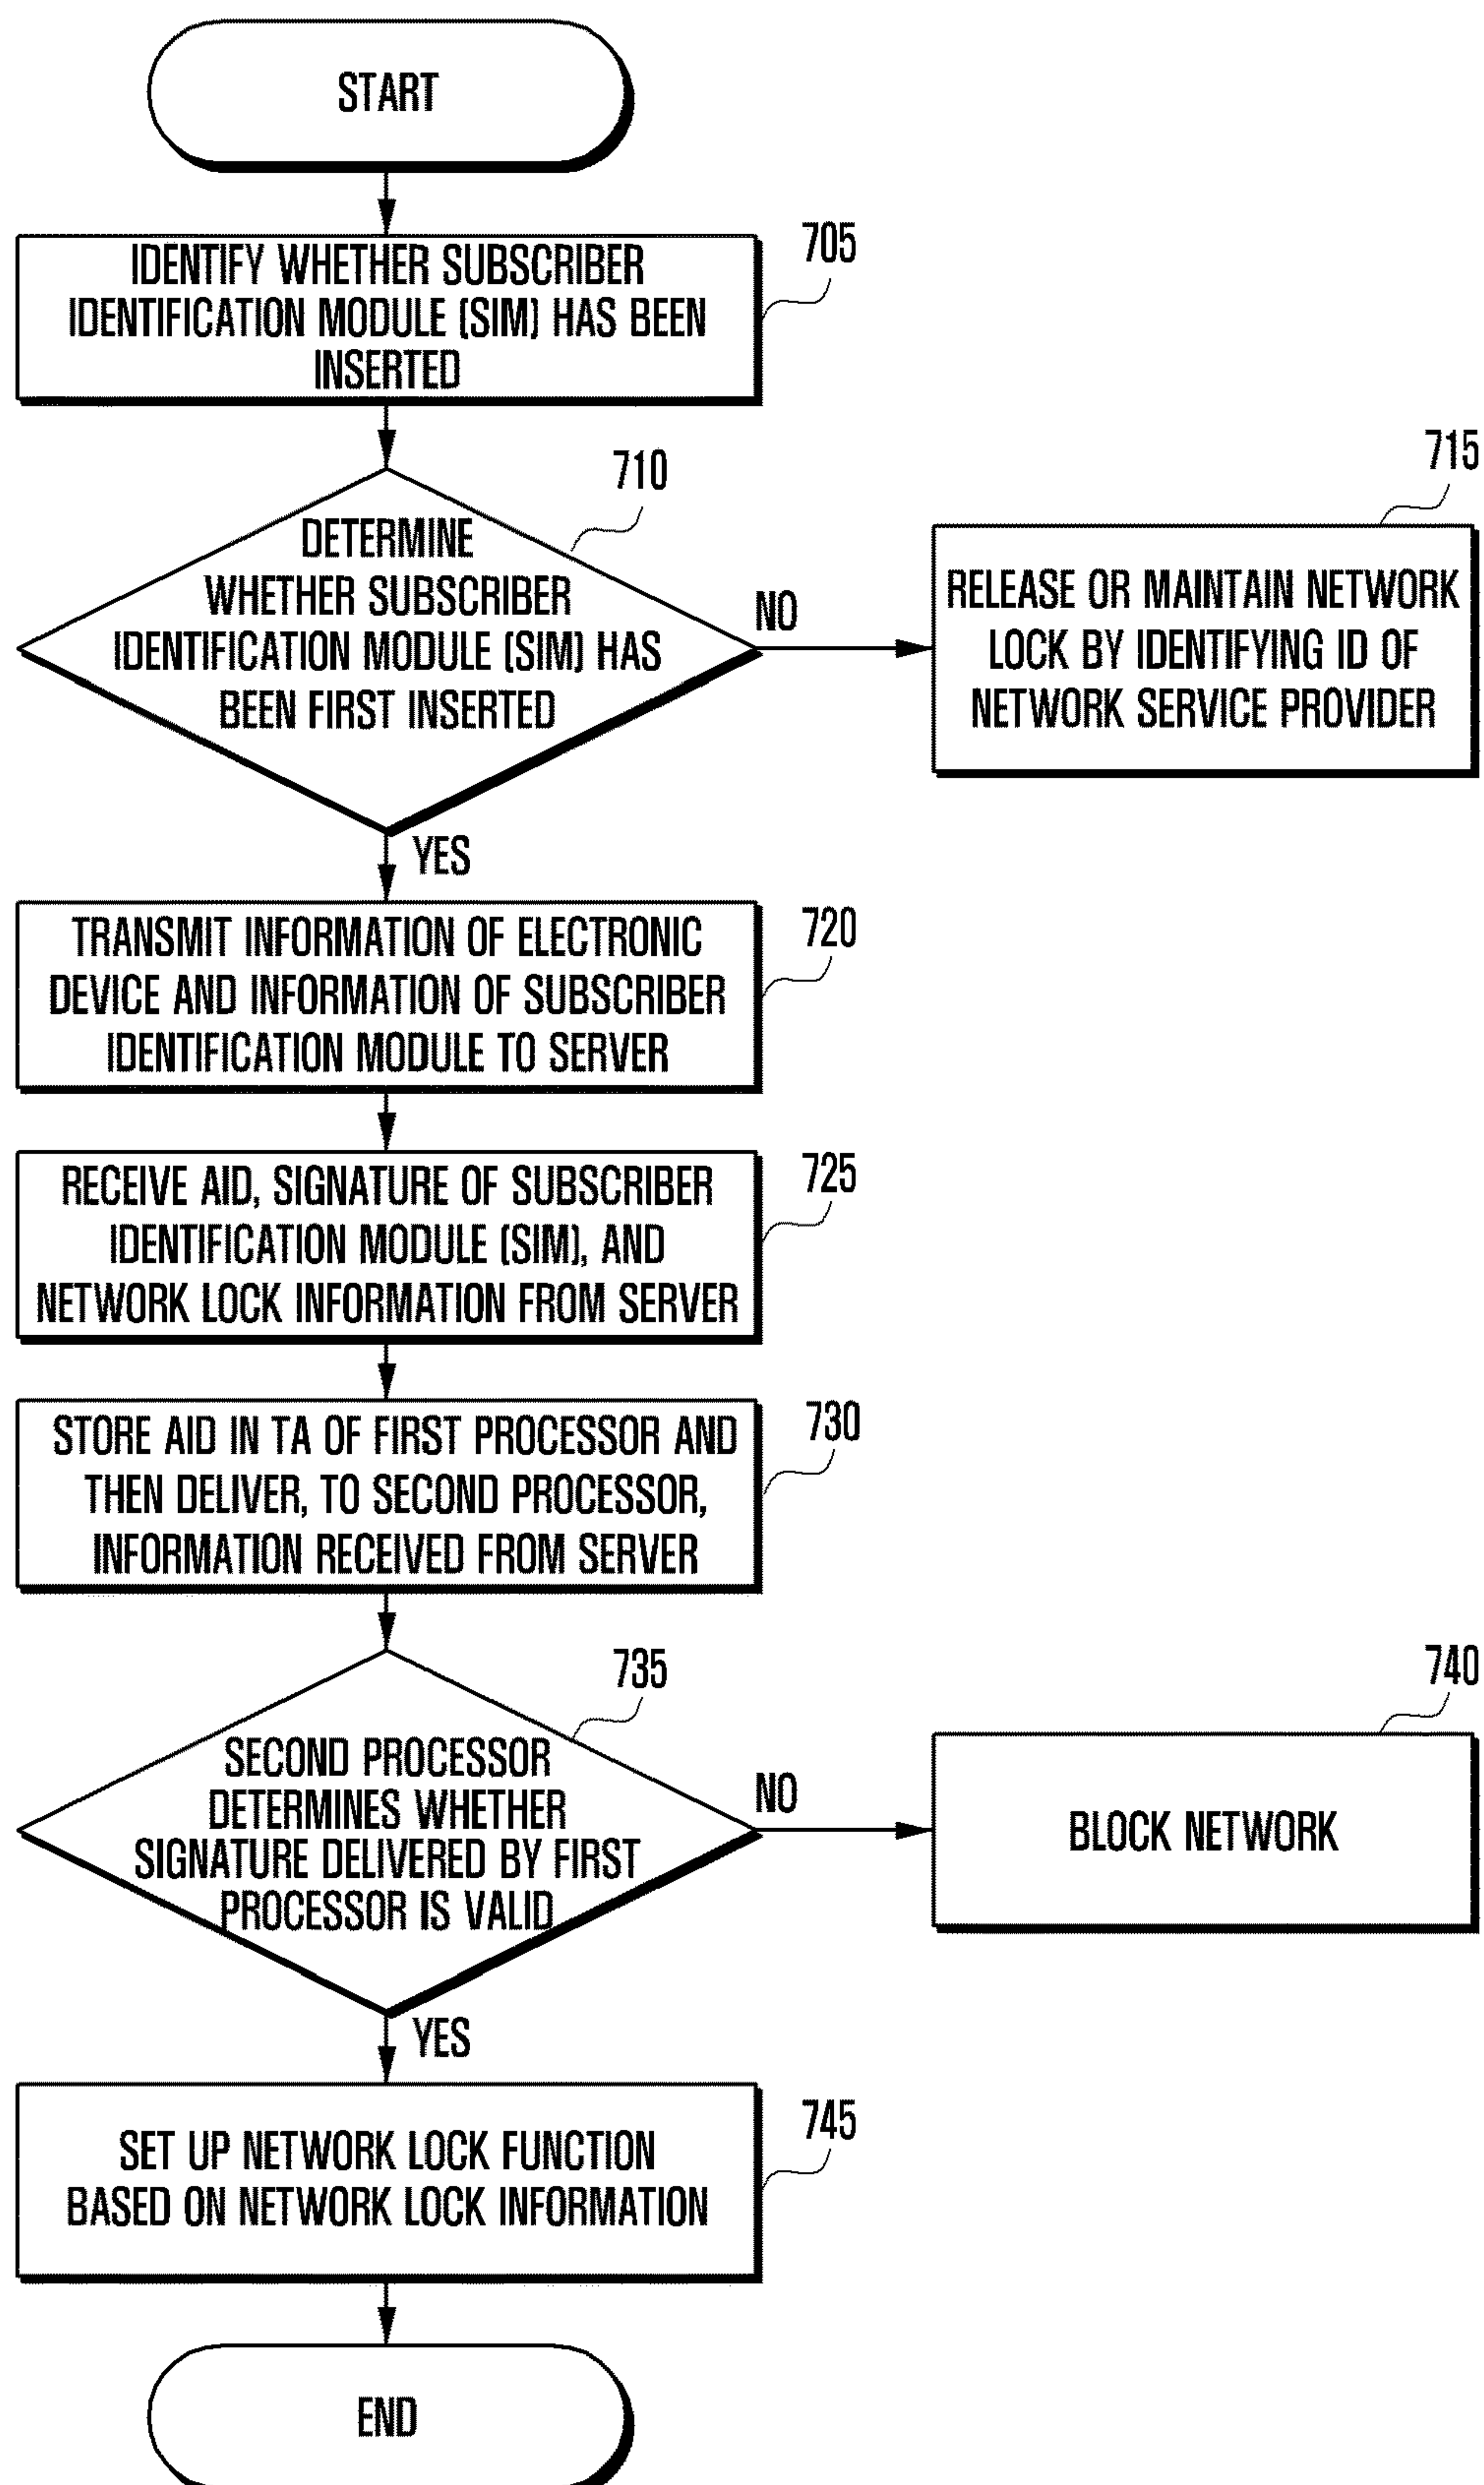 START
705
IDENTIFY WHETHER SUBSCRIBER
IDENTIFICATION MODULE (SIM) HAS BEEN
INSERTED
710
DETERMINE
WHETHER SUBSCRIBER
IDENTIFICATION MODULE (SIM) HAS
BEEN FIRST INSERTED
NO
715
RELEASE OR MAINTAIN NETWORK
LOCK BY IDENTIFYING ID OF
NETWORK SERVICE PROVIDER
YES
720
TRANSMIT INFORMATION OF ELECTRONIC
DEVICE AND INFORMATION OF SUBSCRIBER
IDENTIFICATION MODULE TO SERVER
725
RECEIVE AID, SIGNATURE OF SUBSCRIBER
IDENTIFICATION MODULE (SIM), AND
NETWORK LOCK INFORMATION FROM SERVER
730
STORE AID IN TA OF FIRST PROCESSOR AND
THEN DELIVER, TO SECOND PROCESSOR,
INFORMATION RECEIVED FROM SERVER
735
SECOND PROCESSOR
DETERMINES WHETHER
SIGNATURE DELIVERED BY FIRST
PROCESSOR IS VALID
NO
740
BLOCK NETWORK
YES
745
SET UP NETWORK LOCK FUNCTION
BASED ON NETWORK LOCK INFORMATION
END